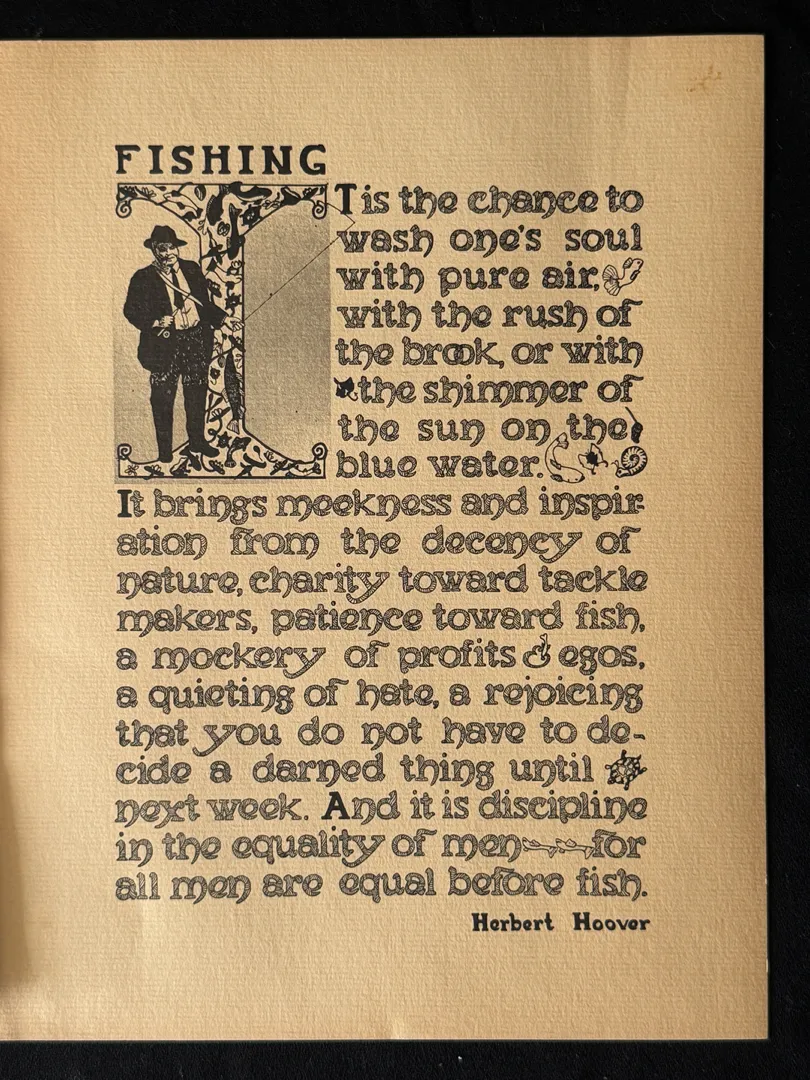 FISHING
IT is the chance to
wash one's soul
with pure air,
with the rush of
the brook, or with
the shimmer of
the sun on the
blue water.
It brings meekness and inspir-
ation from the decency of
nature, charity toward tackle
makers, patience toward fish,
a mockery of profits & egos,
a quieting of hate, a rejoicing
that you do not have to de-
cide a darned thing until
next week. And it is discipline
in the equality of men — for
all men are equal before fish.
Herbert Hoover